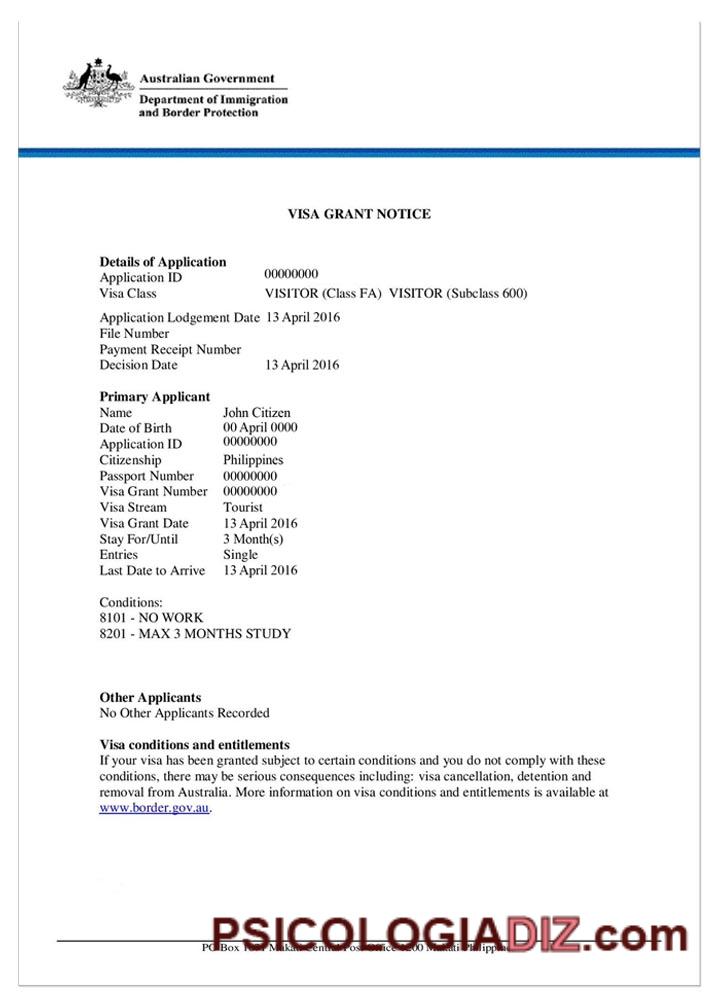 Australian Government
Department of Immigration
and Border Protection
VISA GRANT NOTICE
Details of Application
Application ID 00000000
Visa Class VISITOR (Class FA) VISITOR (Subclass 600)
Application Lodgement Date 13 April 2016
File Number
Payment Receipt Number
Decision Date 13 April 2016
Primary Applicant
Name John Citizen
Date of Birth 00 April 0000
Application ID 00000000
Citizenship Philippines
Passport Number 00000000
Visa Grant Number 00000000
Visa Stream Tourist
Visa Grant Date 13 April 2016
Stay For/Until 3 Month(s)
Entries Single
Last Date to Arrive 13 April 2016
Conditions:
8101 - NO WORK
8201 - MAX 3 MONTHS STUDY
Other Applicants
No Other Applicants Recorded
Visa conditions and entitlements
If your visa has been granted subject to certain conditions and you do not comply with these
conditions, there may be serious consequences including: visa cancellation, detention and
removal from Australia. More information on visa conditions and entitlements is available at
www.border.gov.au.
PSICOLOGIADIZ.com
PO Box Makati Central Post Office Makati